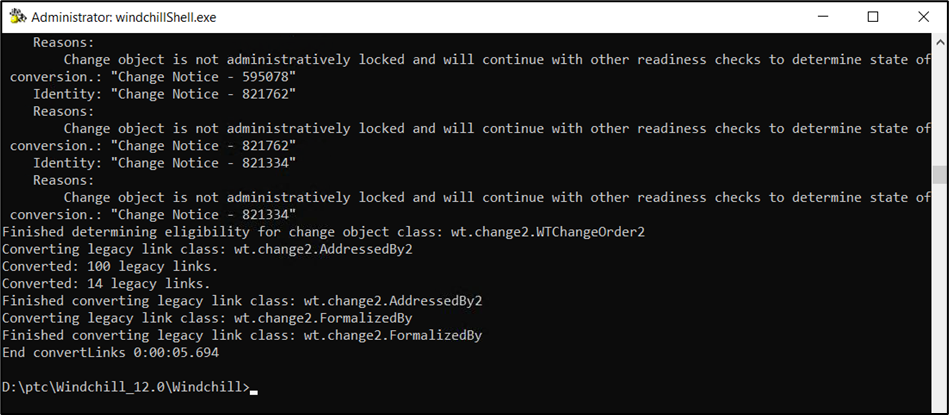 Administrator: windchillShell.exe
Reasons:
Change object is not administratively locked and will continue with other readiness checks to determine state of
conversion.: "Change Notice - 595078"
Identity: "Change Notice - 821762"
Reasons:
Change object is not administratively locked and will continue with other readiness checks to determine state of
conversion.: "Change Notice - 821762"
Identity: "Change Notice - 821334"
Reasons:
Change object is not administratively locked and will continue with other readiness checks to determine state of
conversion.: "Change Notice - 821334"
Finished determining eligibility for change object class: wt.change2.WTChangeOrder2
Converting legacy link class: wt.change2.AddressedBy2
Converted: 100 legacy links.
Converted: 14 legacy links.
Finished converting legacy link class: wt.change2.AddressedBy2
Converting legacy link class: wt.change2.FormalizedBy
Finished converting legacy link class: wt.change2.FormalizedBy
End convertLinks 0:00:05.694
D:\ptc\Windchill_12.0\Windchill>